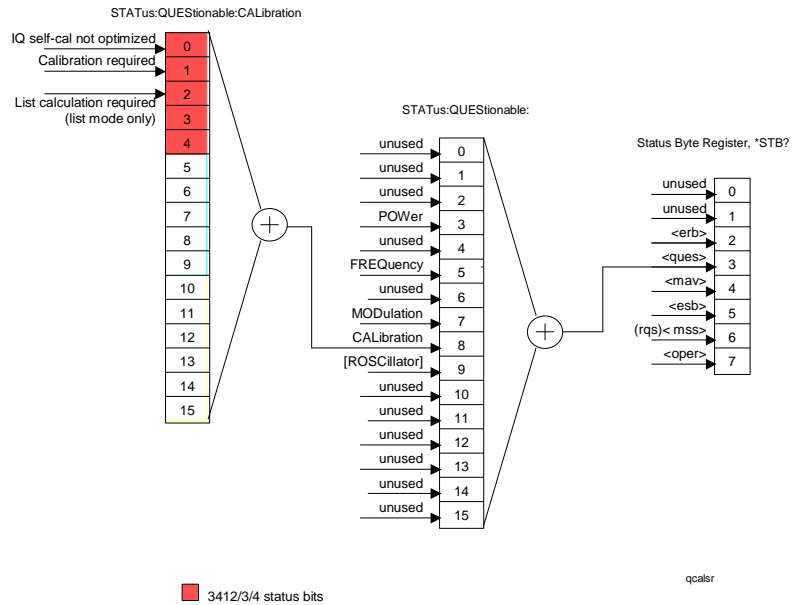 STATus:QUEStionable:CALibration
IQ self-cal not optimized
Calibration required
List calculation required
(list mode only)
0
1
2
3
4
5
6
7
8
9
10
11
12
13
14
15
STATus:QUEStionable:
unused 0
unused 1
unused 2
POWer 3
unused 4
FREQuency 5
unused 6
MODulation 7
CALibration 8
[ROSCillator] 9
unused 10
unused 11
unused 12
unused 13
unused 14
unused 15
Status Byte Register, *STB?
unused 0
unused 1
<erb> 2
<ques> 3
<mav> 4
<esb> 5
(rqs)< mss> 6
<oper> 7
qcalsr
3412/3/4 status bits